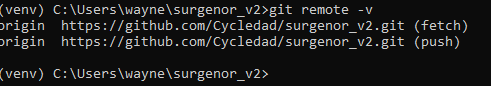 (venv) C:\Users\wayne\surgenor_v2>git remote -v
origin  https://github.com/Cycledad/surgenor_v2.git (fetch)
origin  https://github.com/Cycledad/surgenor_v2.git (push)
(venv) C:\Users\wayne\surgenor_v2>